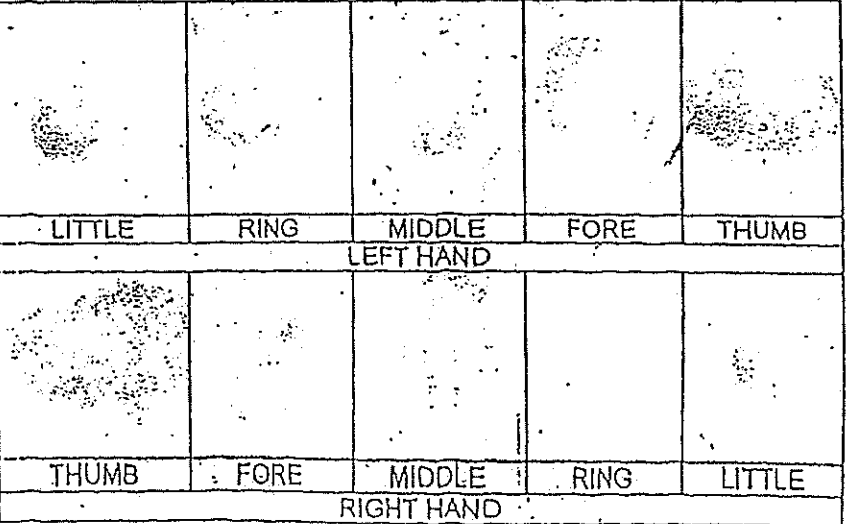 LITTLE RING MIDDLE FORE THUMB
LEFT HAND
THUMB FORE MIDDLE RING LITTLE
RIGHT HAND